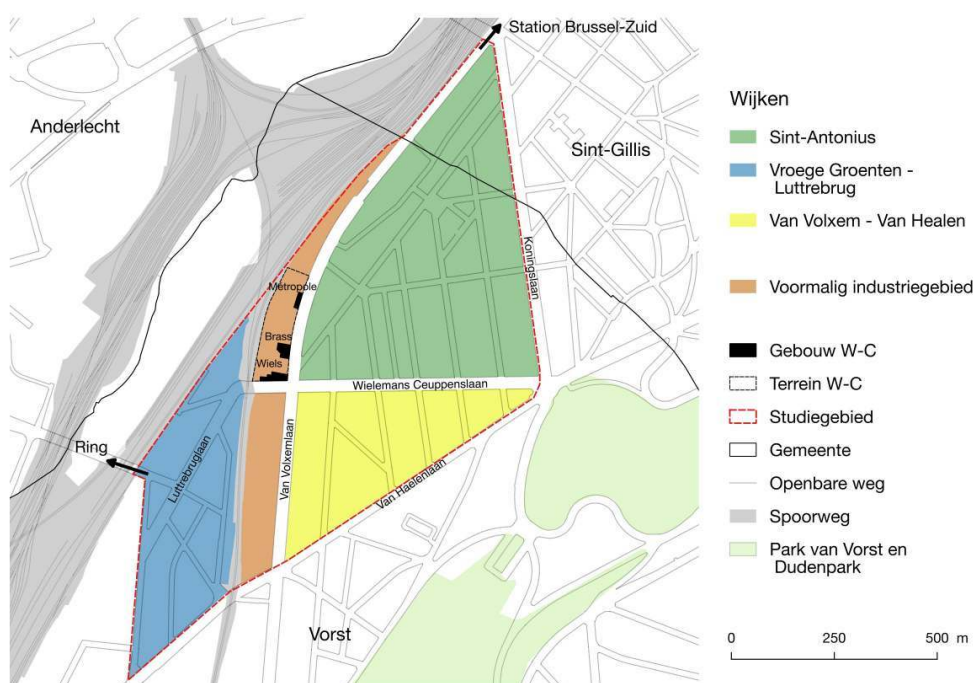 Station Brussel-Zuid
Anderlecht
Sint-Gillis
Koningslaan
Metropole
Brass
Wiels
Wielemans Ceuppenslaan
Ring
Luttrebruglaan
Van Volxemlaan
Van Haelenlaan
Vorst
Wijken
Sint-Antonius
Vroege Groenten -
Luttrebrug
Van Volxem - Van Healen
Voormalig industriegebied
Gebouw W-C
Terrein W-C
Studiegebied
Gemeente
Openbare weg
Spoorweg
Park van Vorst en
Dudenpark
0 250 500 m